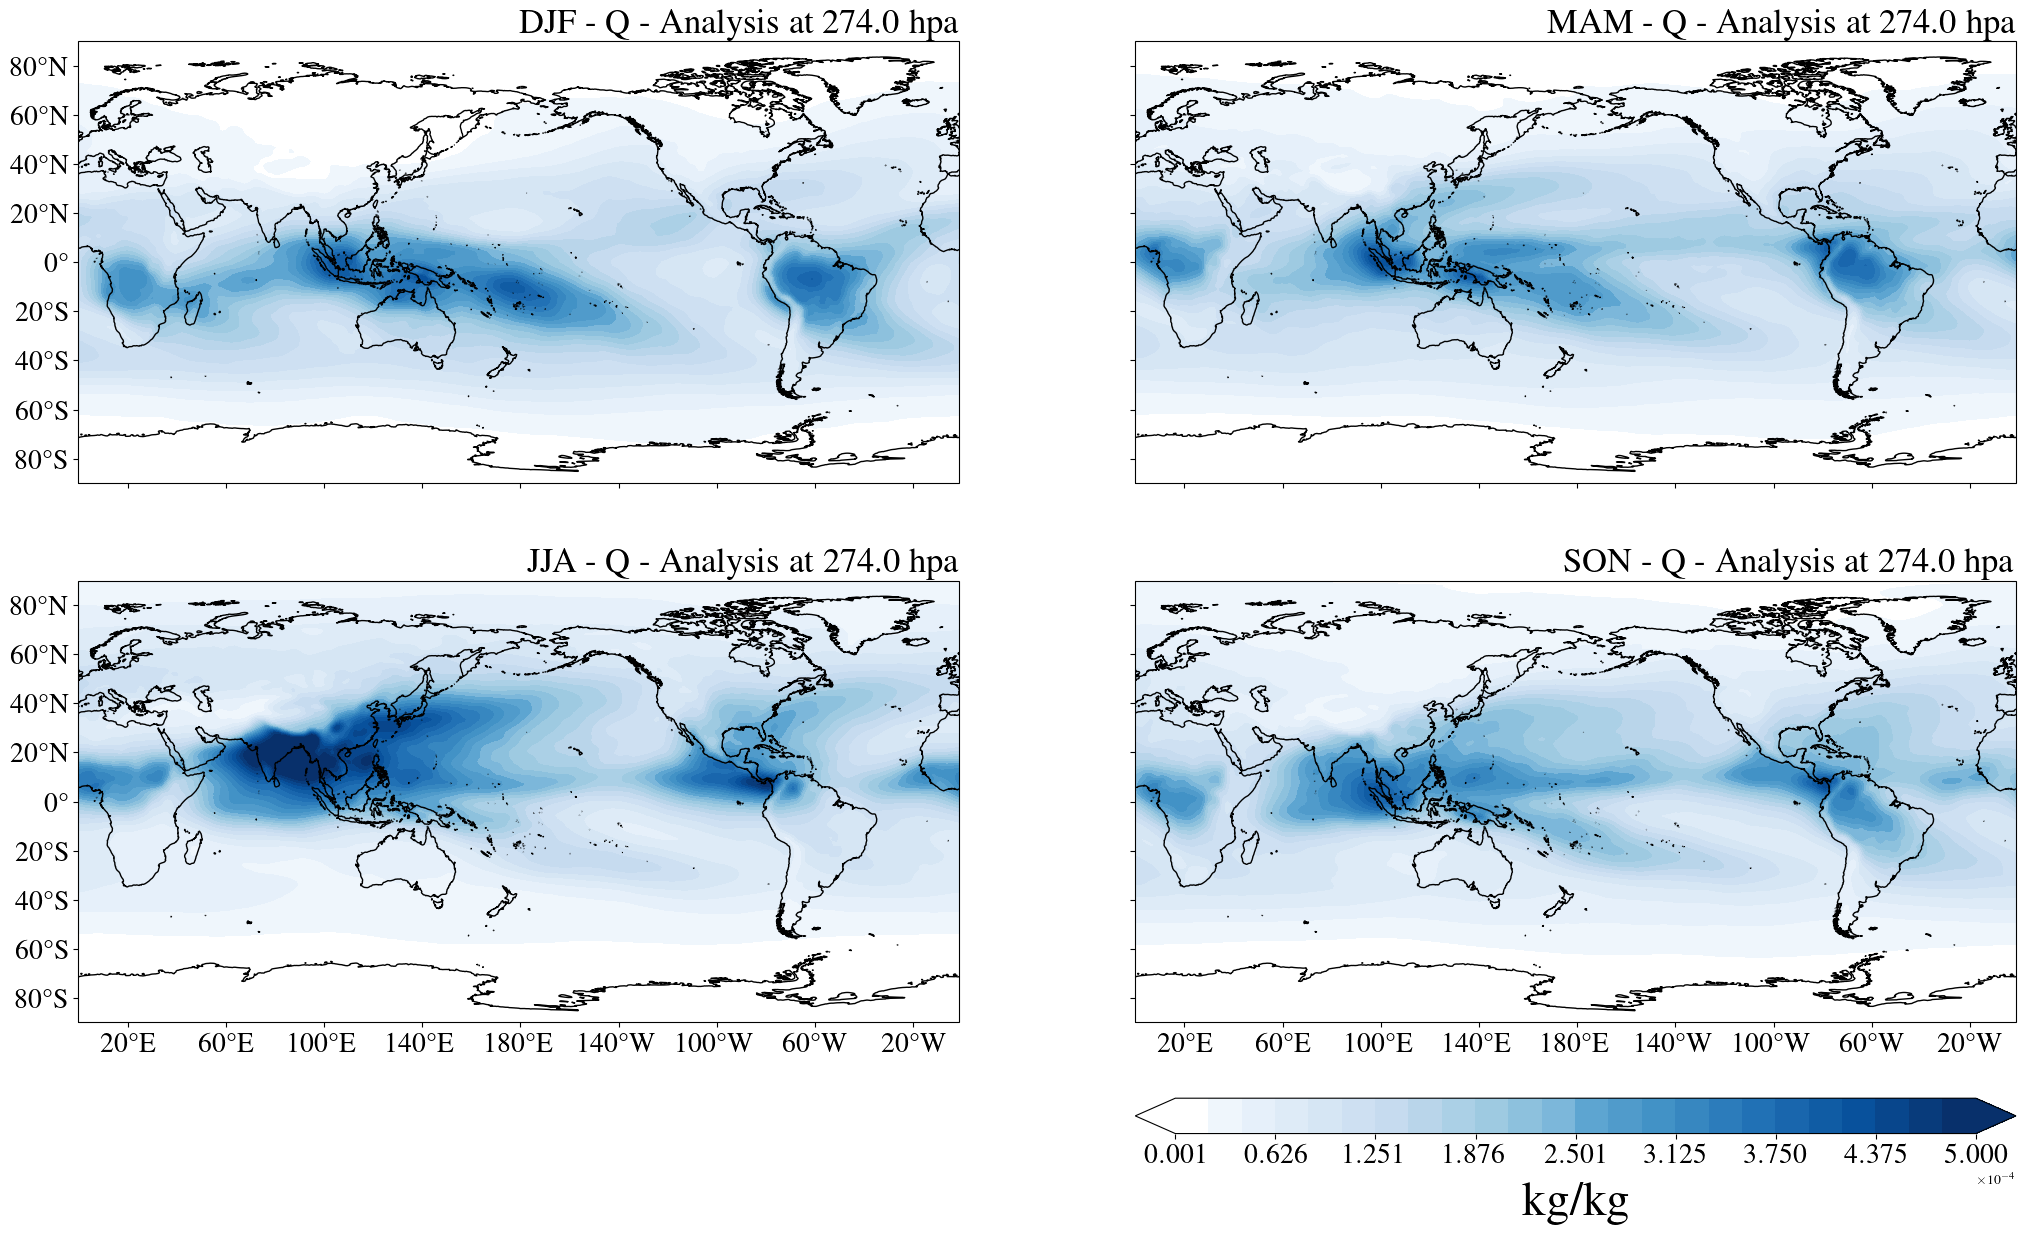 DJF - Q - Analysis at 274.0 hpa
MAM - Q - Analysis at 274.0 hpa
80°N
60°N
40°N
20°N
0°
20°S
40°S
60°S
80°S
JJA - Q - Analysis at 274.0 hpa
SON - Q - Analysis at 274.0 hpa
80°N
60°N
40°N
20°N
0°
20°S
40°S
60°S
80°S
20°E 60°E 100°E 140°E 180°E 140°W 100°W 60°W 20°W
20°E 60°E 100°E 140°E 180°E 140°W 100°W 60°W 20°W
0.001 0.626 1.251 1.876 2.501 3.125 3.750 4.375 5.000
×10⁻⁴
kg/kg